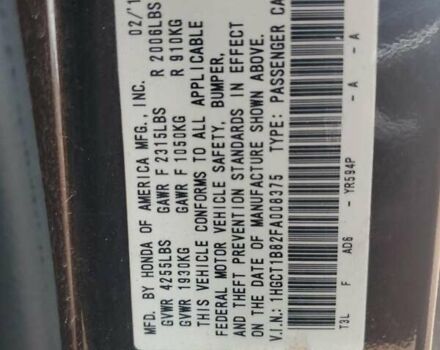 MFD. BY HONDA OF AMERICA MFG., INC. 02/'1
GVWR 4255LBS GAWR F 2315LBS R 2006LBS
GVWR 1930KG GAWR F 1050KG R 910KG
THIS VEHICLE CONFORMS TO ALL APPLICABLE
FEDERAL MOTOR VEHICLE SAFETY, BUMPER,
AND THEFT PREVENTION STANDARDS IN EFFECT
ON THE DATE OF MANUFACTURE SHOWN ABOVE.
V.I.N.: 1HGCT1B82FA008375 TYPE: PASSENGER CA
T3L F AD6 - YR594P - A - A